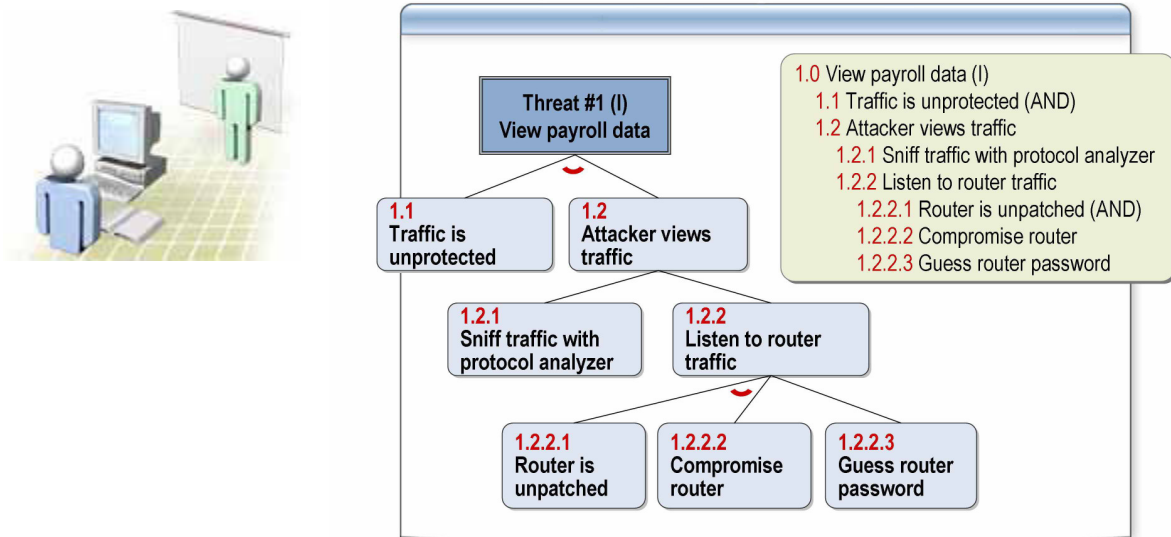 Threat #1 (I)
View payroll data
1.1
Traffic is
unprotected
1.2
Attacker views
traffic
1.2.1
Sniff traffic with
protocol analyzer
1.2.2
Listen to router
traffic
1.2.2.1
Router is
unpatched
1.2.2.2
Compromise
router
1.2.2.3
Guess router
password
1.0 View payroll data (I)
1.1 Traffic is unprotected (AND)
1.2 Attacker views traffic
1.2.1 Sniff traffic with protocol analyzer
1.2.2 Listen to router traffic
1.2.2.1 Router is unpatched (AND)
1.2.2.2 Compromise router
1.2.2.3 Guess router password